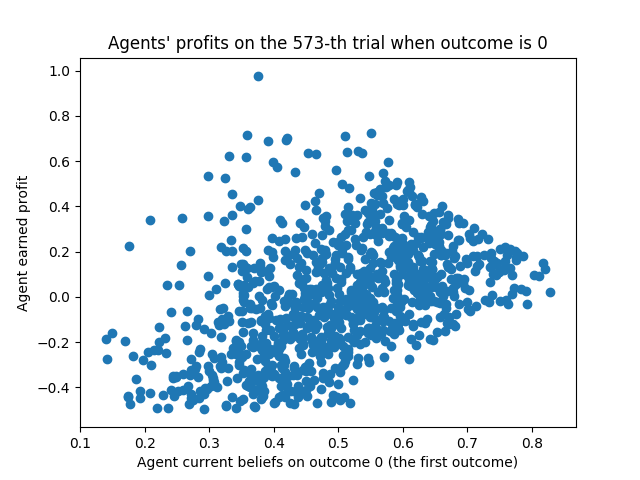 Agents' profits on the 573-th trial when outcome is 0
1.0
0.8
0.6
0.4
0.2
0.0
−0.2
−0.4
Agent earned profit
0.1 0.2 0.3 0.4 0.5 0.6 0.7 0.8
Agent current beliefs on outcome 0 (the first outcome)